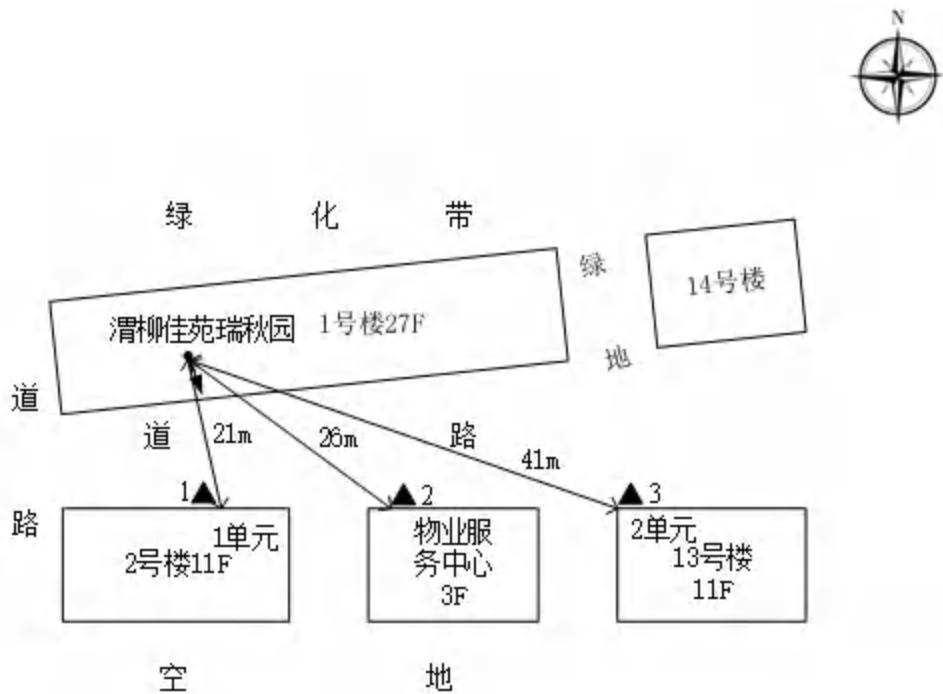 N
绿 化 带
绿
地
14号楼
渭柳佳苑瑞秋园 1号楼27F
道
路
道 路
21m
26m
41m
1
2
3
1单元
2号楼11F
物业服
务中心
3F
2单元
13号楼
11F
空 地